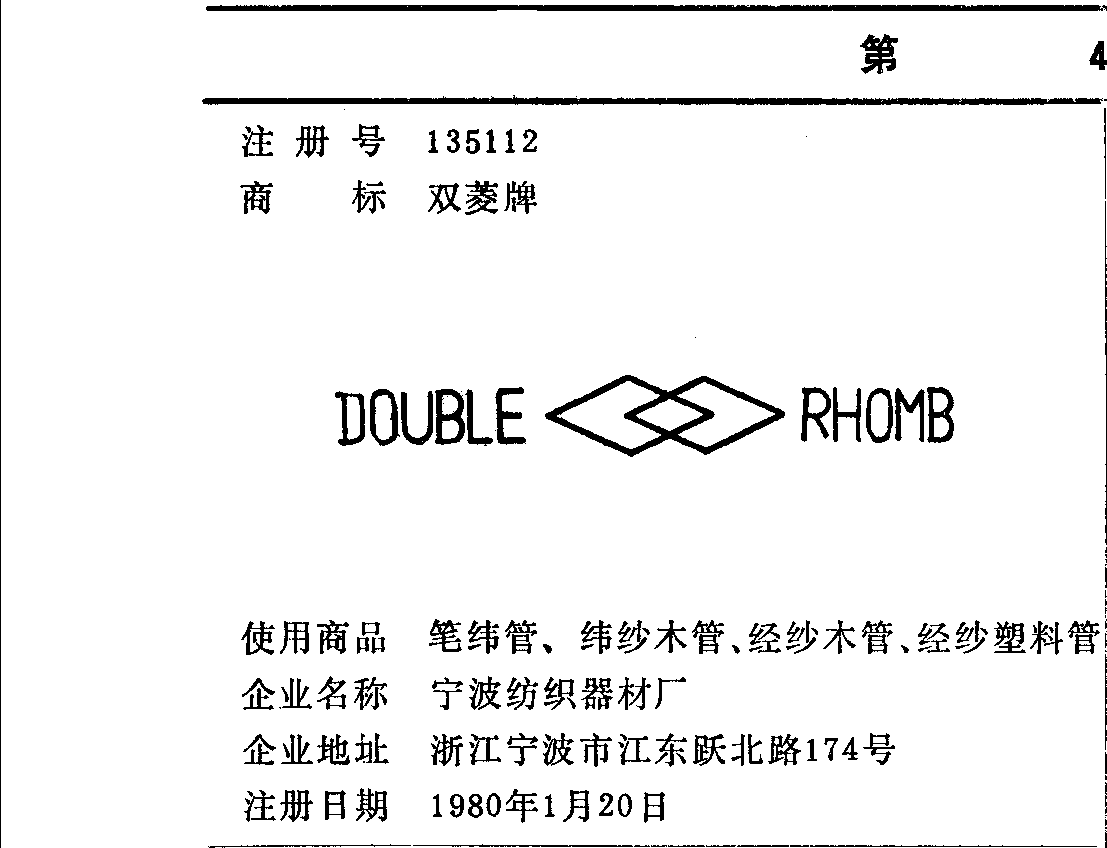 第 4
注册号 135112
商标 双菱牌
DOUBLE RHOMB
使用商品 笔纬管、纬纱木管、经纱木管、经纱塑料管
企业名称 宁波纺织器材厂
企业地址 浙江宁波市江东跃北路174号
注册日期 1980年1月20日